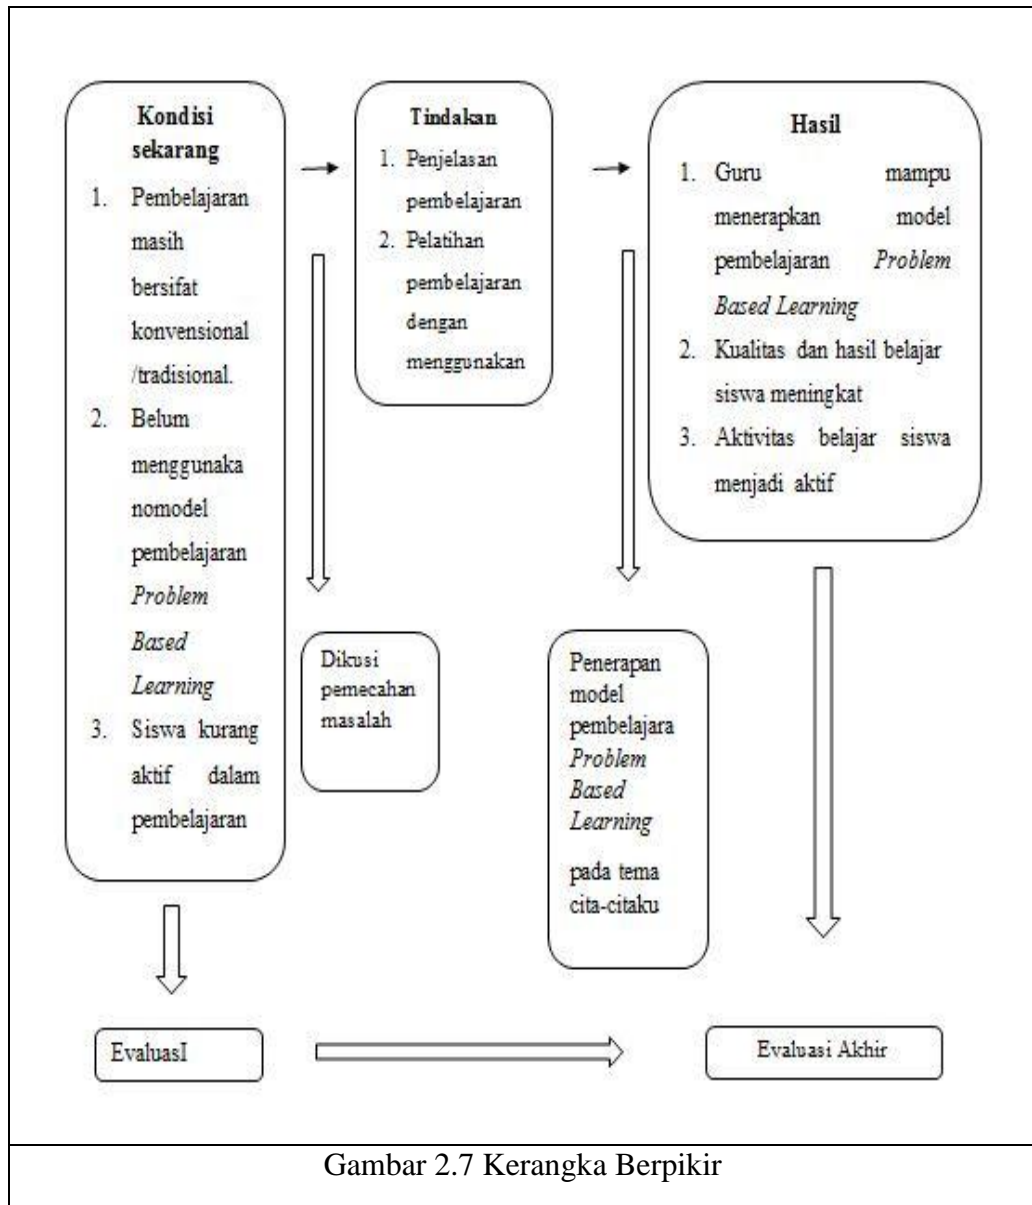 Kondisi
sekarang
1. Pembelajaran
masih
bersifat
konvensional
/tradisional.
2. Belum
menggunaka
nomodel
pembelajaran
Problem
Based
Learning
3. Siswa kurang
aktif dalam
pembelajaran
Tindakan
1. Penjelasan
pembelajaran
2. Pelatihan
pembelajaran
dengan
menggunakan
Hasil
1. Guru mampu
menerapkan model
pembelajaran Problem
Based Learning
2. Kualitas dan hasil belajar
siswa meningkat
3. Aktivitas belajar siswa
menjadi aktif
Dikusi
pemecahan
masalah
Penerapan
model
pembelajara
Problem
Based
Learning
pada tema
cita-citaku
EvaluasI
Evaluasi Akhir
Gambar 2.7 Kerangka Berpikir